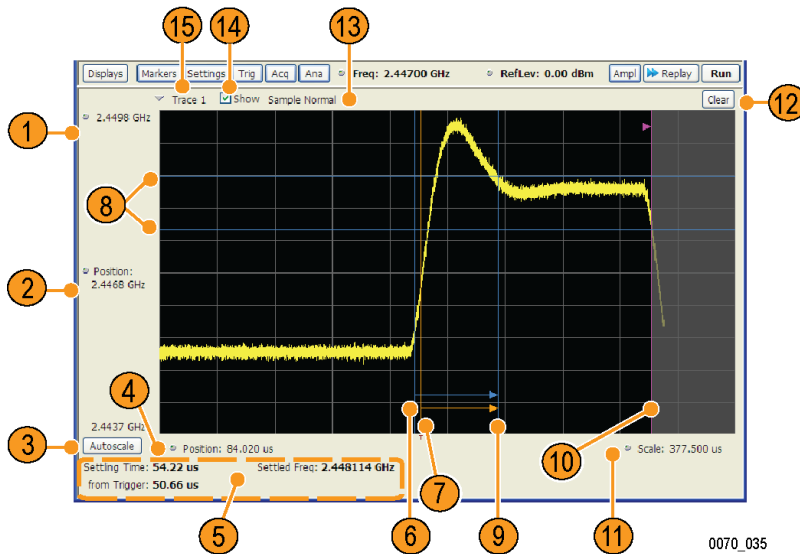 15 14 13
Displays Markers Settings Trig Acq Ana Freq: 2.44700 GHz RefLev: 0.00 dBm Ampl Replay Run
Trace 1 Show Sample Normal Clear
12
1 2.4498 GHz
8
2 Position:
2.4468 GHz
4
2.4437 GHz
3 Autoscale Position: 84.020 us T Scale: 377.500 us
Settling Time: 54.22 us Settled Freq: 2.448114 GHz
from Trigger: 50.66 us
5 6 7 9 10 11
0070_035